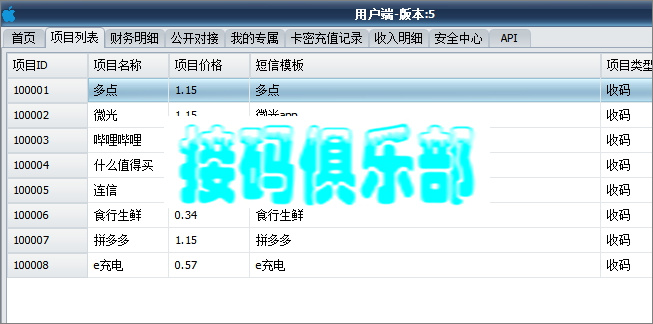 用户端-版本:5
首页 项目列表 财务明细 公开对接 我的专属 卡密充值记录 收入明细 安全中心 API
项目ID 项目名称 项目价格 短信模板 项目类型
100001 多点 1.15 多点 收码
100002 微光 1.15 微光app 收码
100003 哔哩哔哩 收码
100004 什么值得买 收码
100005 连信 收码
接码俱乐部
100006 食行生鲜 0.34 食行生鲜 收码
100007 拼多多 1.15 拼多多 收码
100008 e充电 0.57 e充电 收码